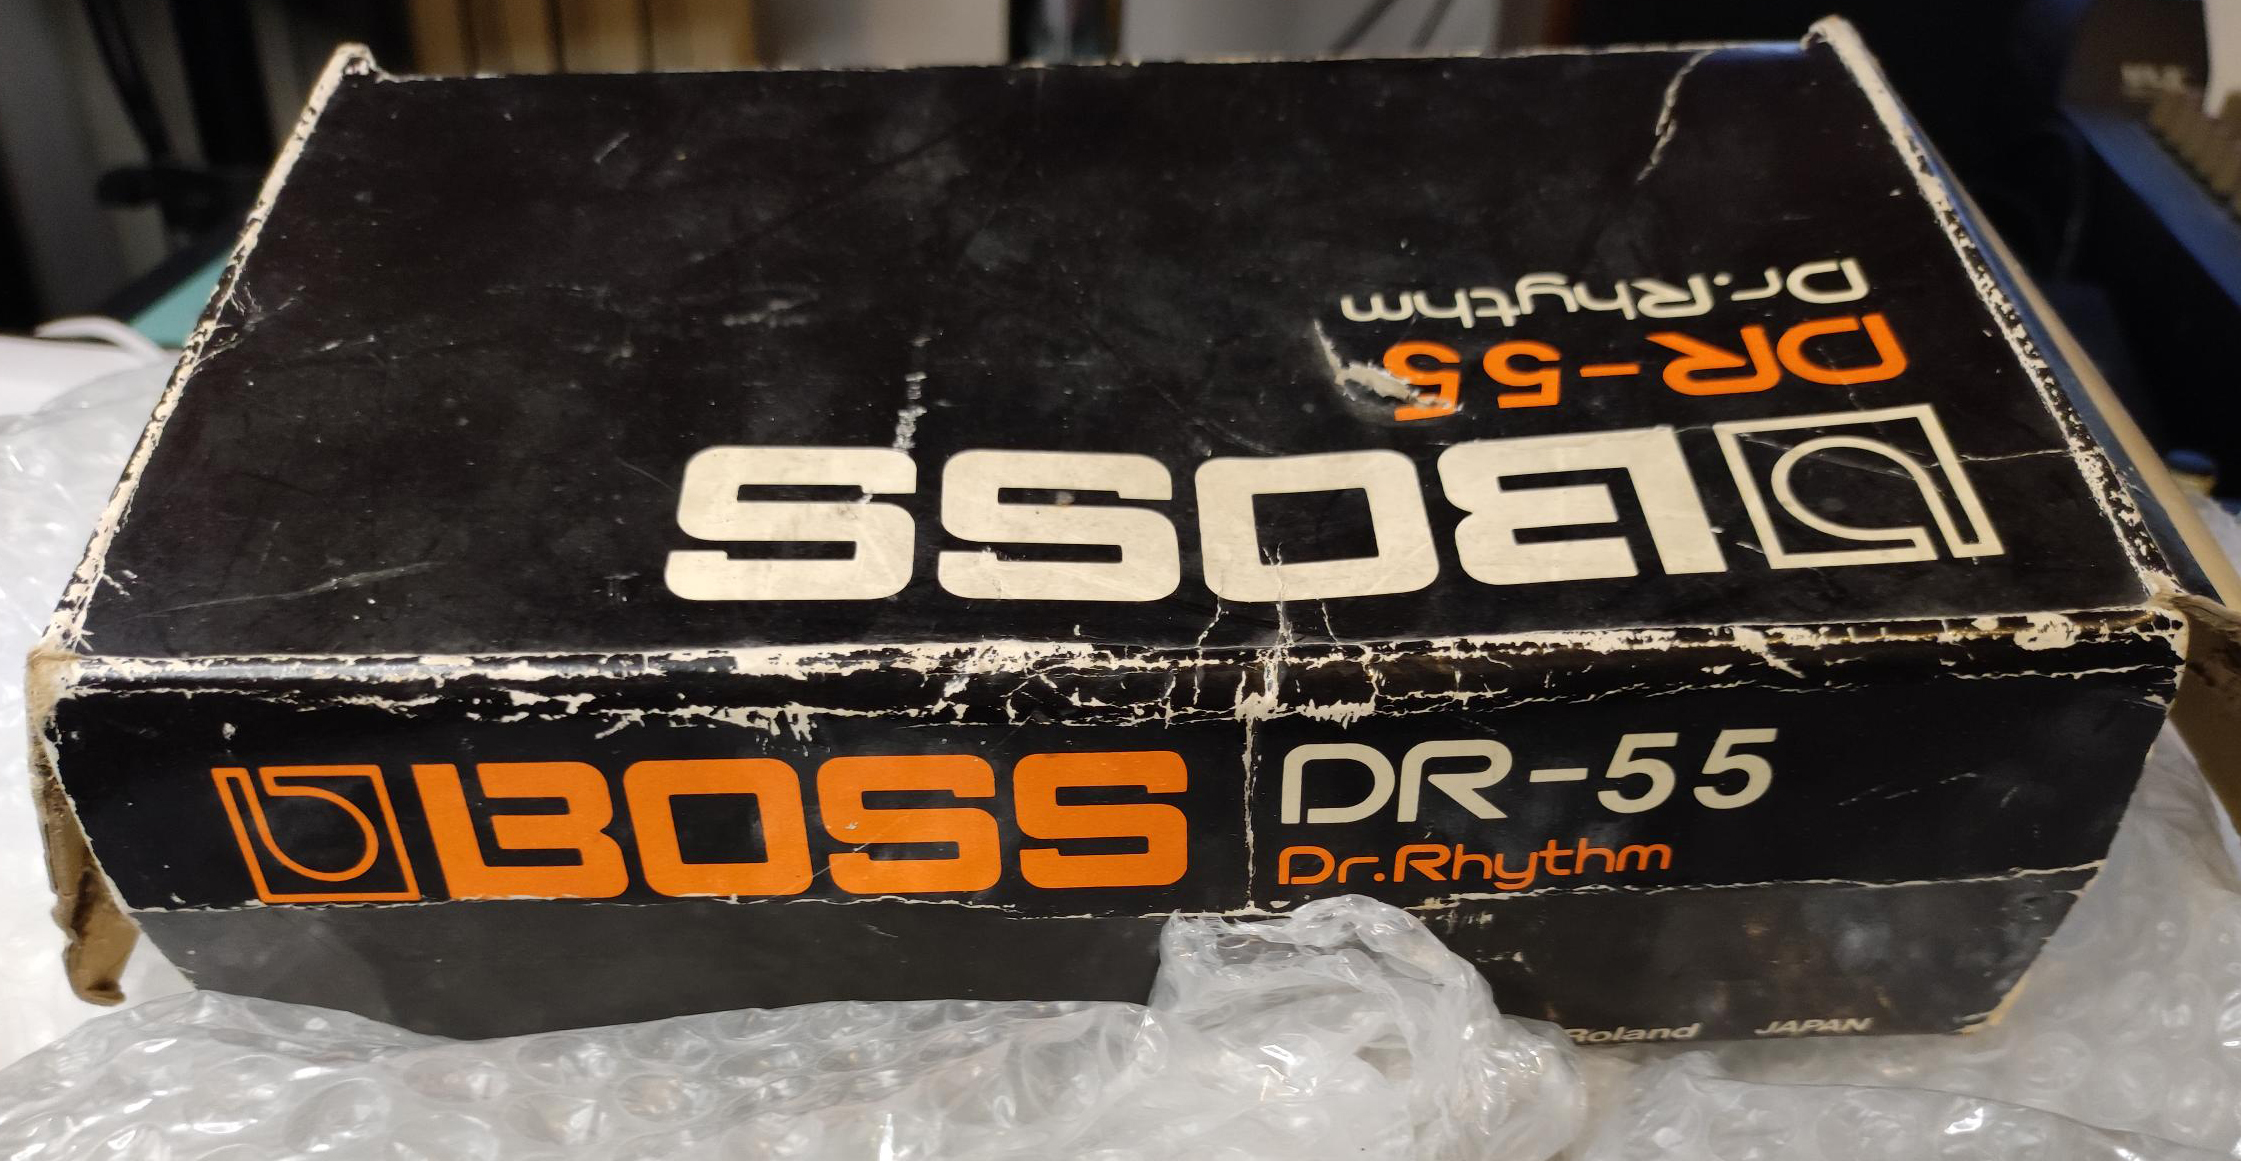 Dr.Rhythm
DR-55
BOSS
BOSS
DR-55
Dr.Rhythm
Roland JAPAN